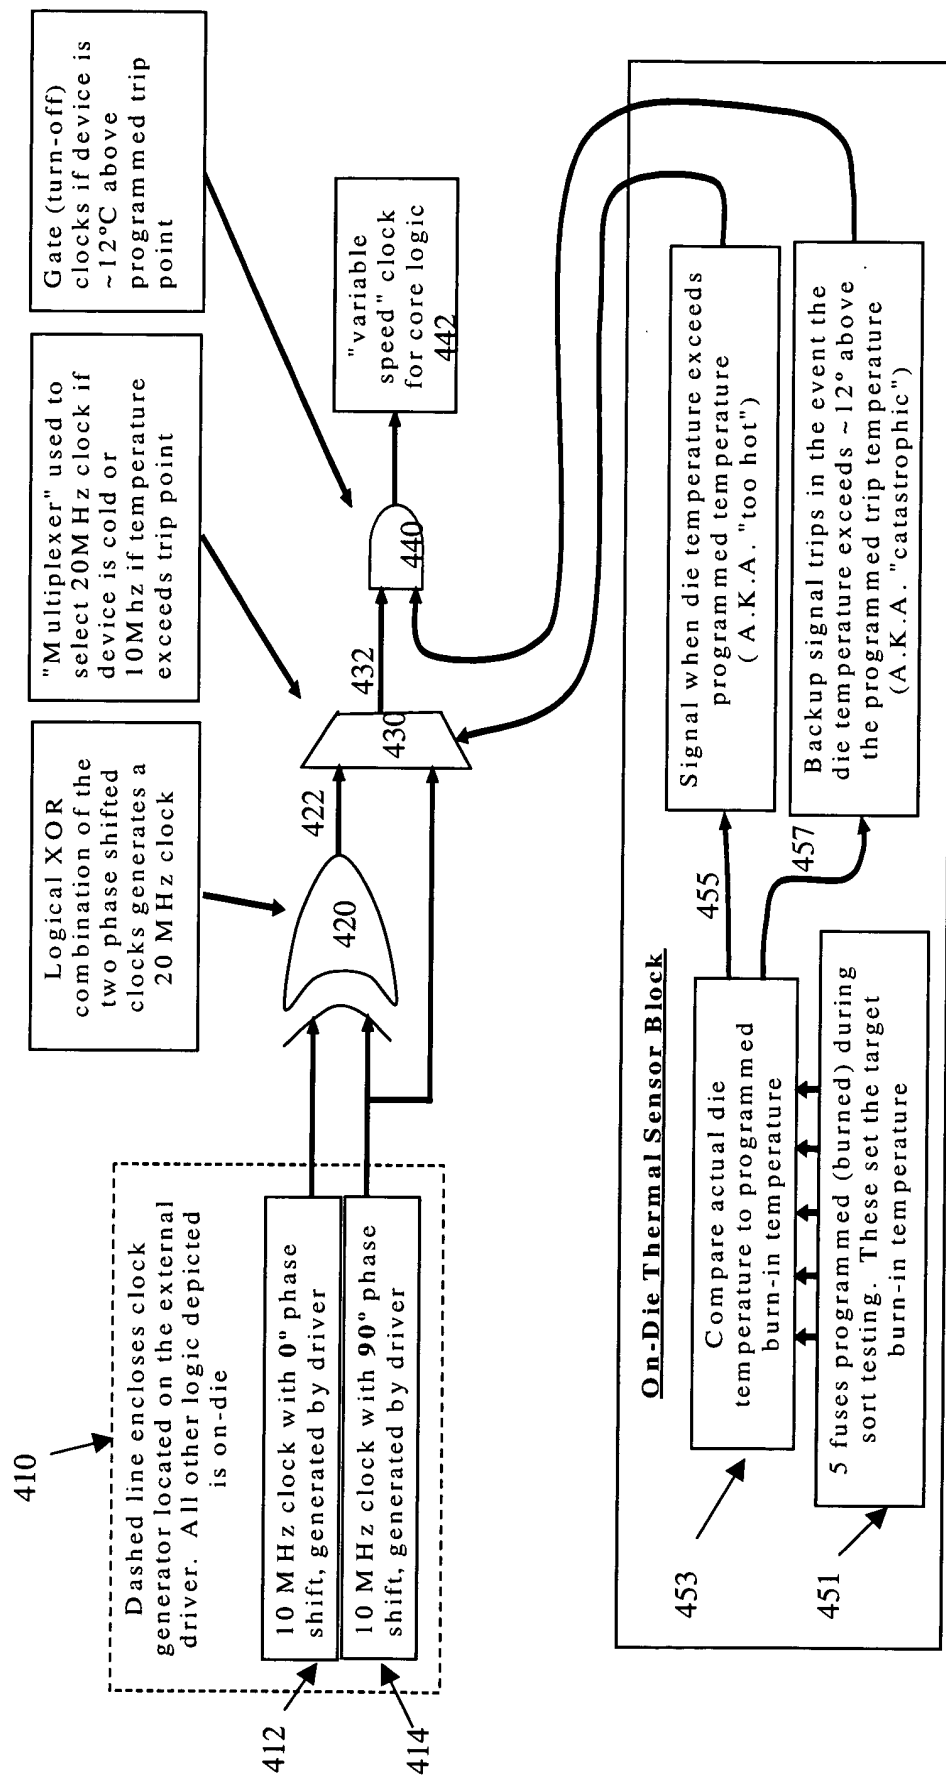 410
Dashed line encloses clock
generator located on the external
driver. All other logic depicted
is on-die
412
10 MHz clock with 0" phase
shift, generated by driver
414
10 MHz clock with 90° phase
shift, generated by driver
Logical XOR
combination of the
two phase shifted
clocks generates a
20 MHz clock
420
422
"Multiplexer" used to
select 20MHz clock if
device is cold or
10Mhz if temperature
exceeds trip point
430
432
Gate (turn-off)
clocks if device is
~12°C above
programmed trip
point
440
"variable
speed" clock
for core logic
442
On-Die Thermal Sensor Block
453
Compare actual die
temperature to programmed
burn-in temperature
451
5 fuses programmed (burned) during
sort testing. These set the target
burn-in temperature
455
Signal when die temperature exceeds
programmed temperature
( A.K.A. "too hot")
457
Backup signal trips in the event the
die temperature exceeds ~12° above
the programmed trip temperature
(A.K.A. "catastrophic")